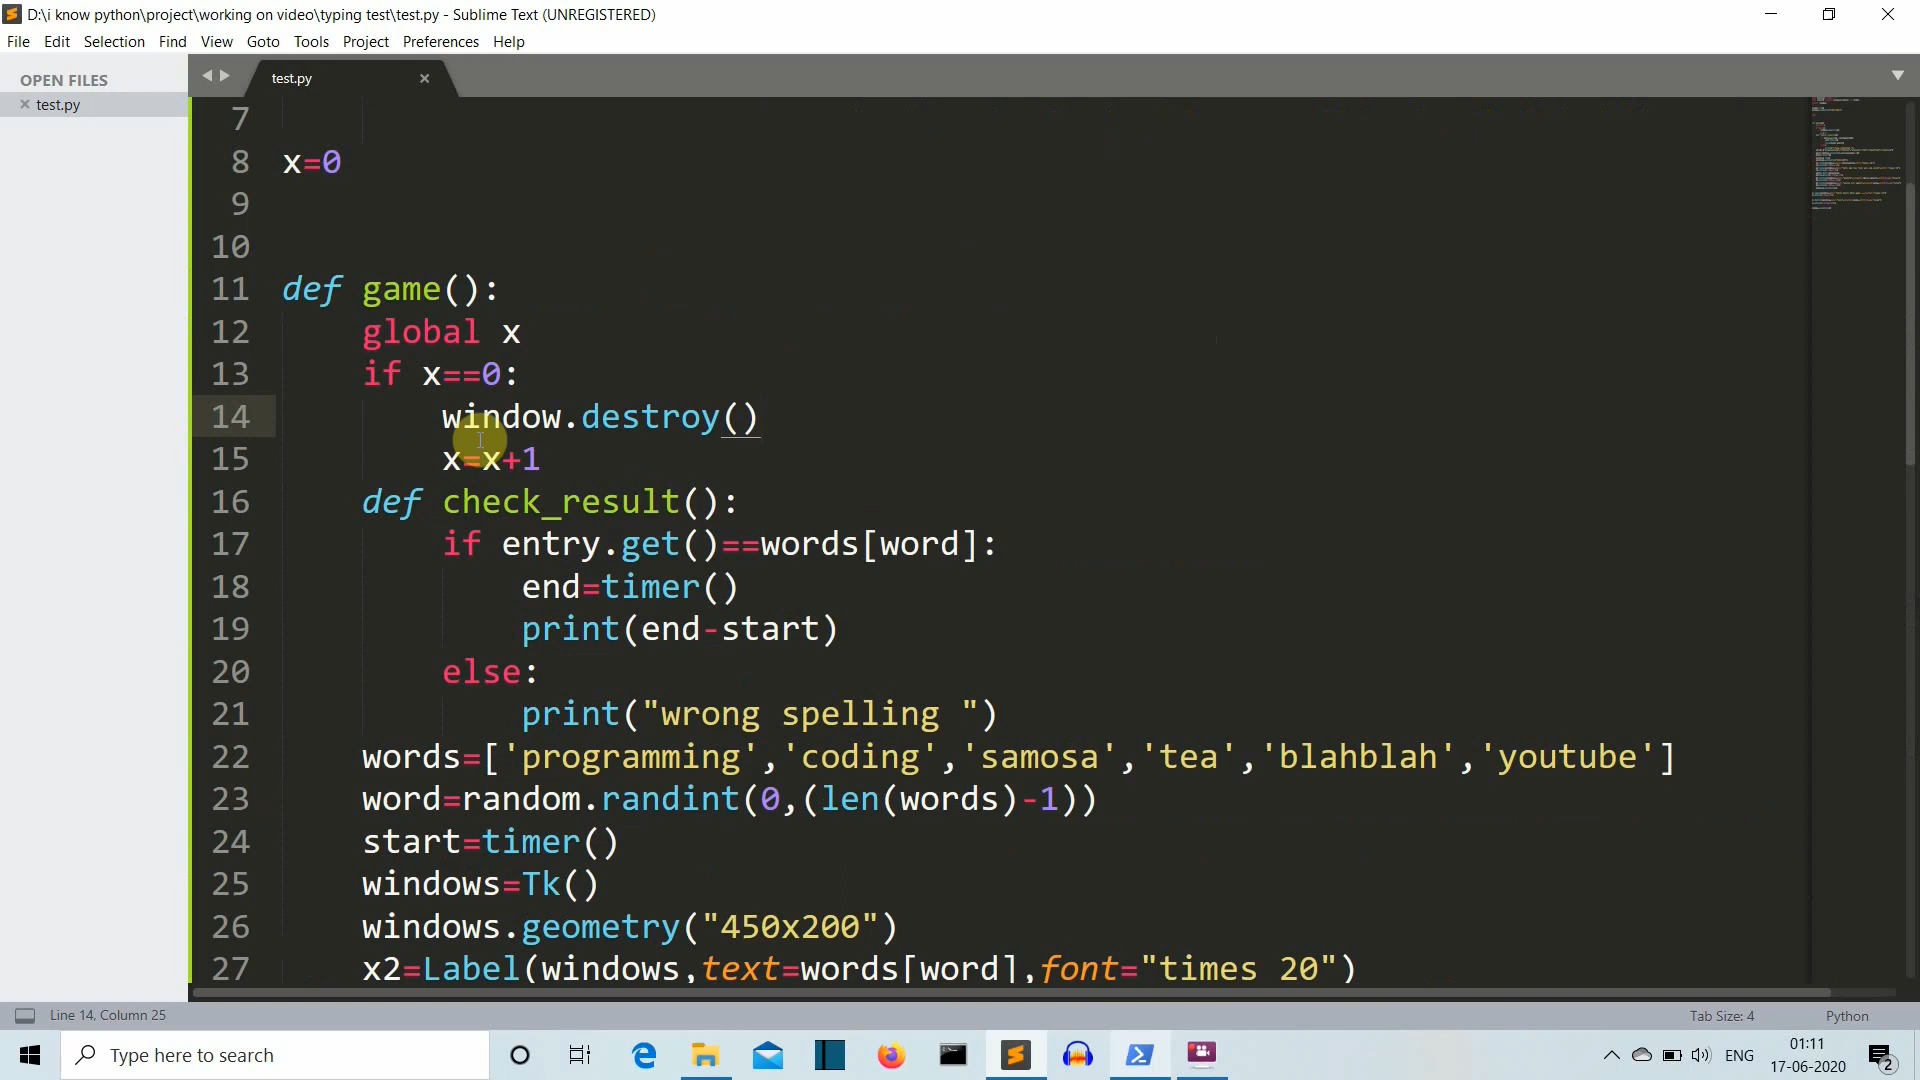 D:\i know python\project\working on video\typing test\test.py - Sublime Text (UNREGISTERED)
File Edit Selection Find View Goto Tools Project Preferences Help
OPEN FILES
test.py
test.py
7
8 x=0
9
10
11 def game():
12 global x
13 if x==0:
14 window.destroy()
15 x=x+1
16 def check_result():
17 if entry.get()==words[word]:
18 end=timer()
19 print(end-start)
20 else:
21 print("wrong spelling ")
22 words=['programming','coding','samosa','tea','blahblah','youtube']
23 word=random.randint(0,(len(words)-1))
24 start=timer()
25 windows=Tk()
26 windows.geometry("450x200")
27 x2=Label(windows,text=words[word],font="times 20")
Line 14, Column 25
Tab Size: 4 Python
Type here to search
ENG
01:11
17-06-2020
2